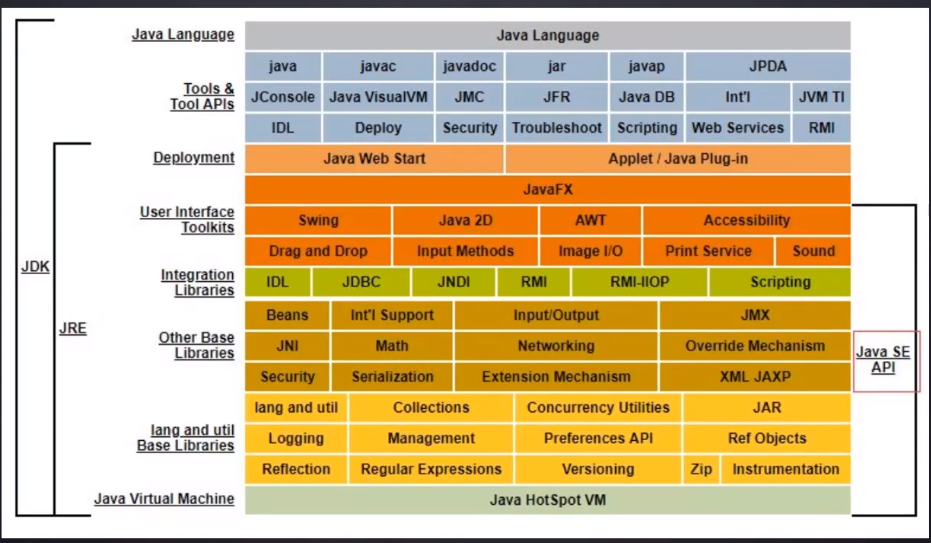 Java Language
Java Language
Tools &
Tool APIs
java javac javadoc jar javap JPDA
JConsole Java VisualVM JMC JFR Java DB Int'l JVM TI
IDL Deploy Security Troubleshoot Scripting Web Services RMI
Deployment
Java Web Start Applet / Java Plug-in
JavaFX
User Interface
Toolkits
Swing Java 2D AWT Accessibility
Drag and Drop Input Methods Image I/O Print Service Sound
Integration
Libraries
IDL JDBC JNDI RMI RMI-IIOP Scripting
Other Base
Libraries
Beans Int'l Support Input/Output JMX
JNI Math Networking Override Mechanism
Security Serialization Extension Mechanism XML JAXP
lang and util
Base Libraries
lang and util Collections Concurrency Utilities JAR
Logging Management Preferences API Ref Objects
Reflection Regular Expressions Versioning Zip Instrumentation
Java Virtual Machine
Java HotSpot VM
JDK
JRE
Java SE
API